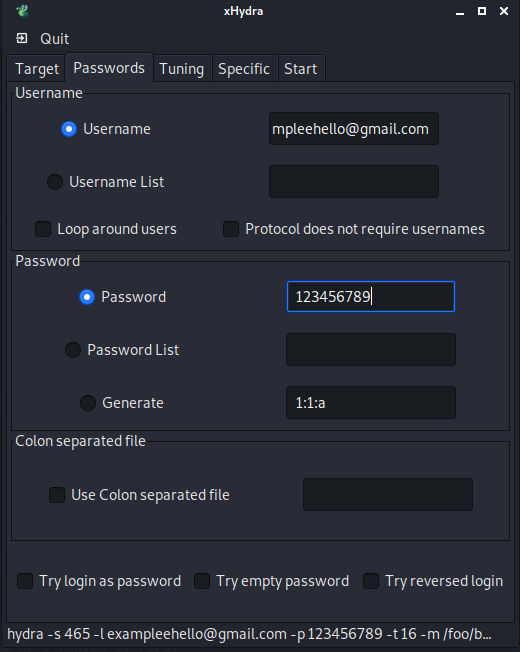 xHydra
Quit
Target Passwords Tuning Specific Start
Username
Username mpleehello@gmail.com
Username List
Loop around users Protocol does not require usernames
Password
Password 123456789
Password List
Generate 1:1:a
Colon separated file
Use Colon separated file
Try login as password Try empty password Try reversed login
hydra -s 465 -l exampleehello@gmail.com -p 123456789 -t 16 -m /foo/b...